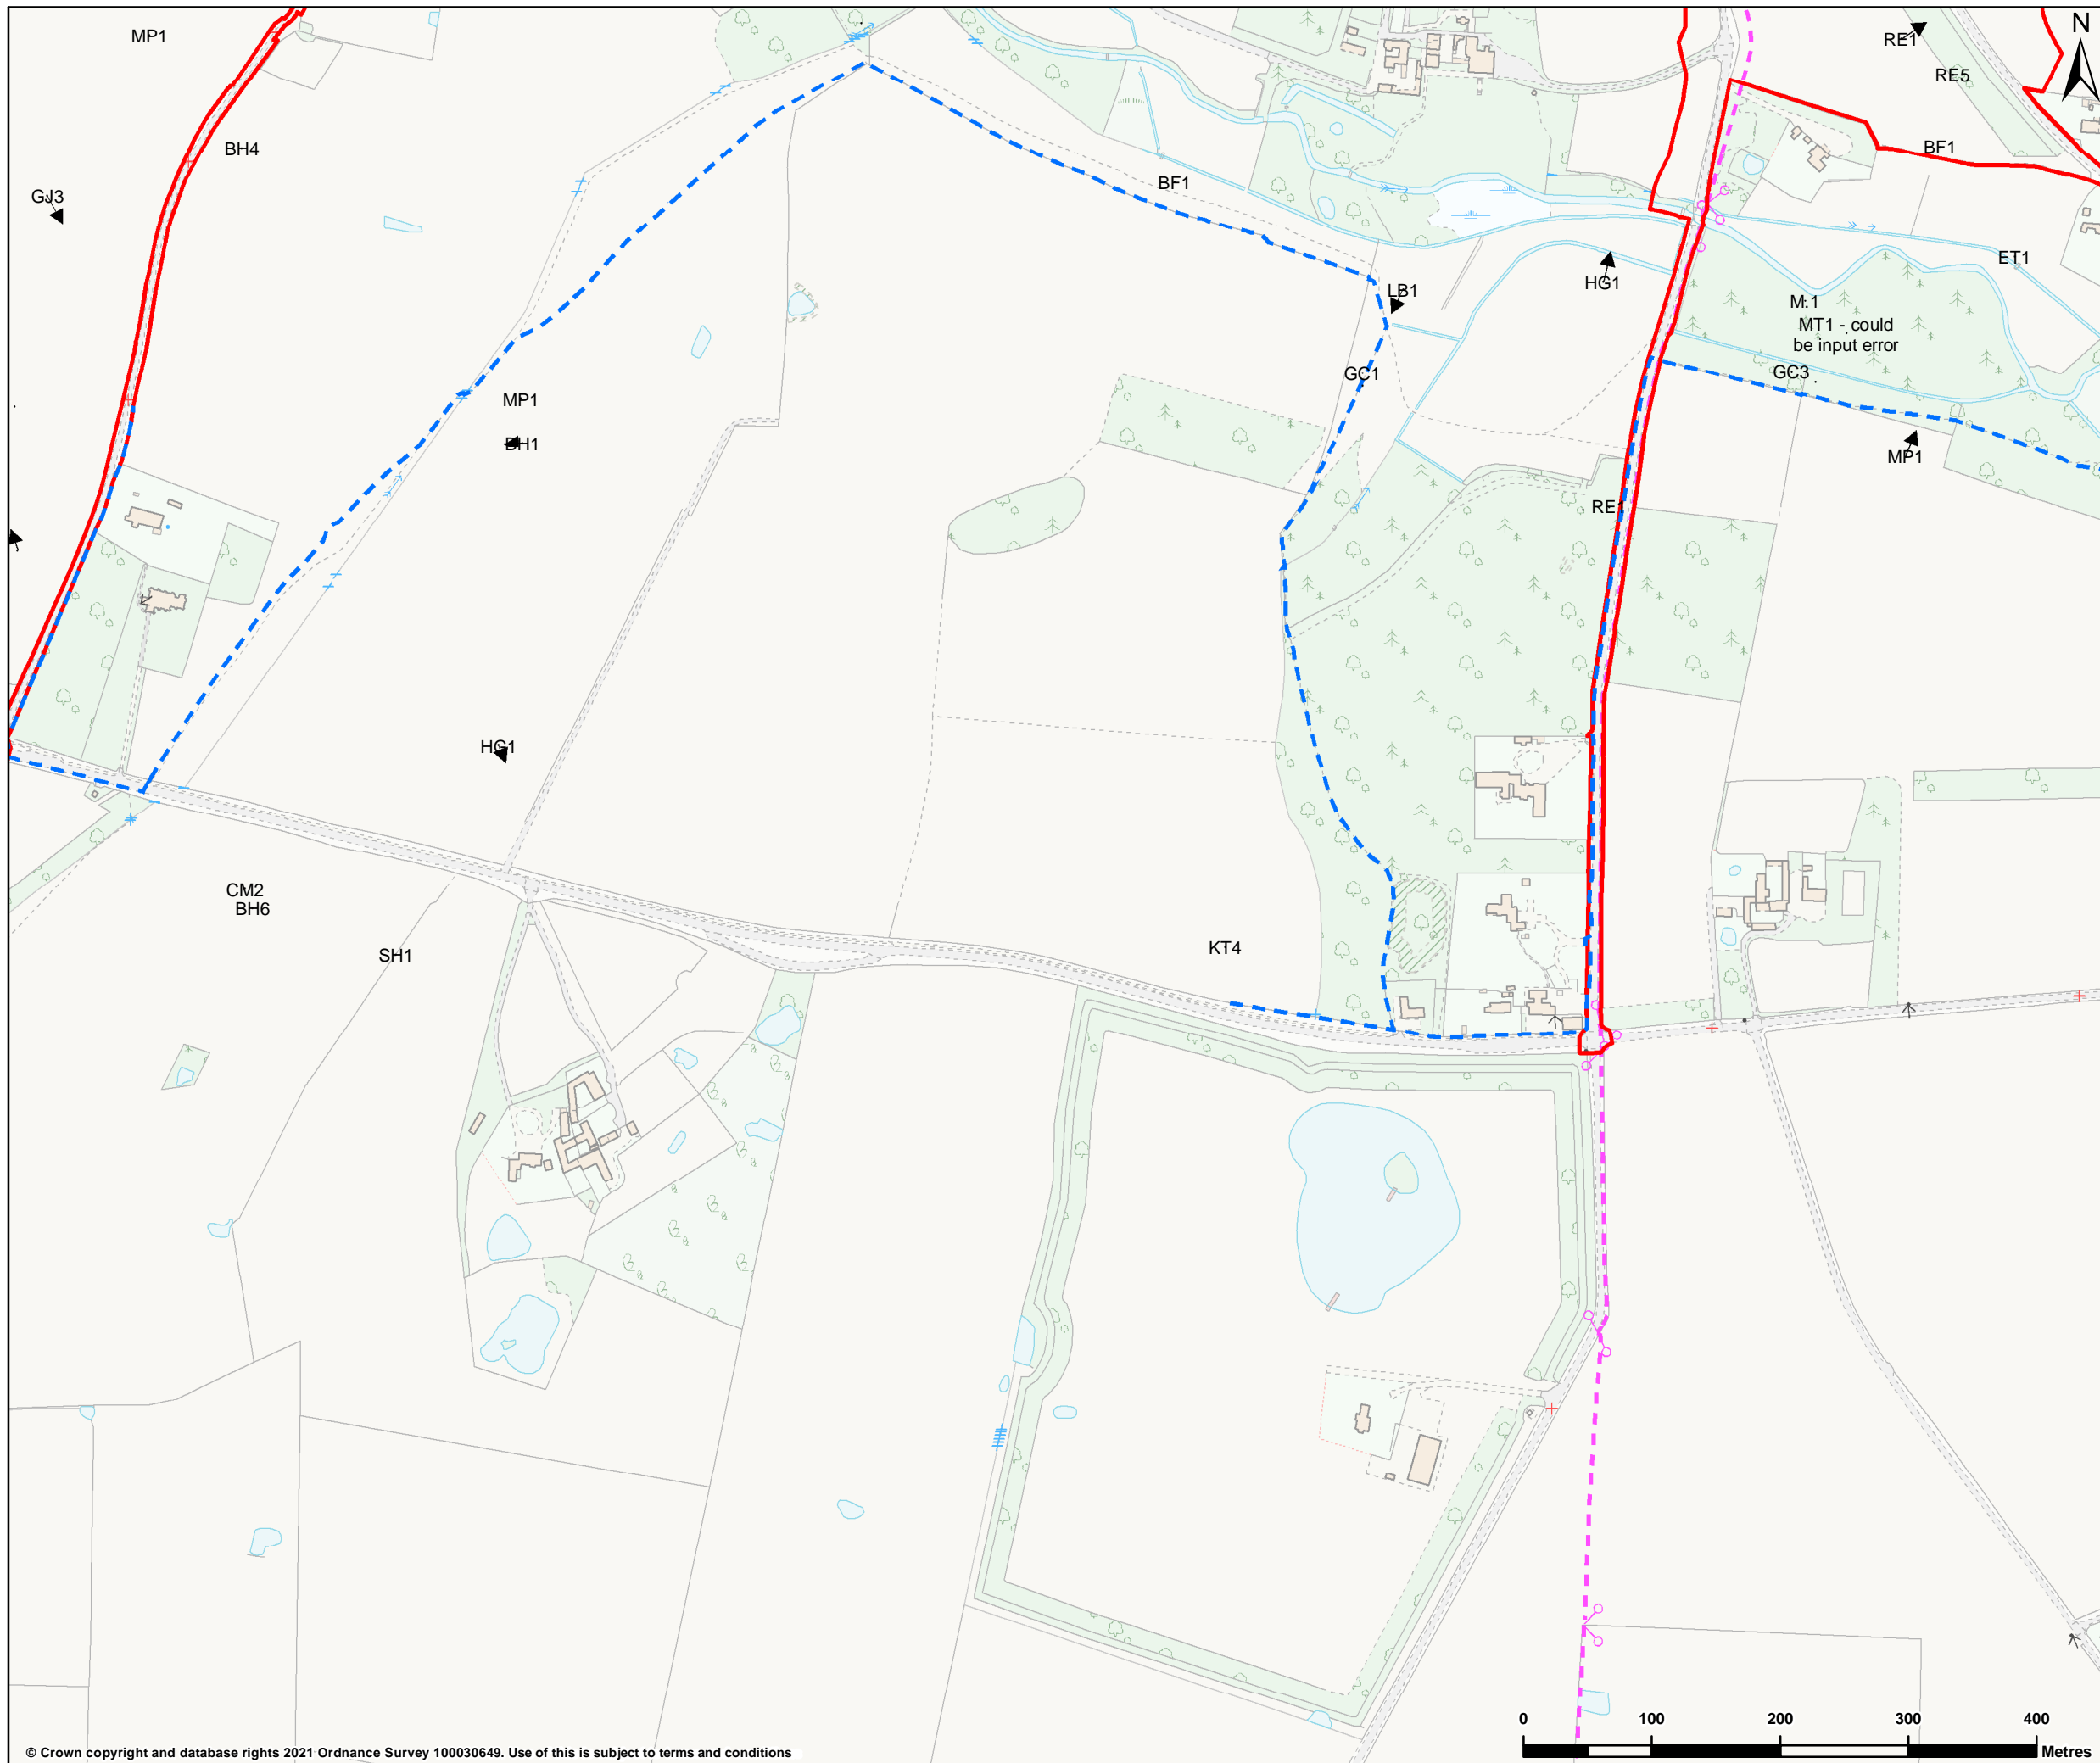 MP1
RE1
N
RE5
BH4
BF1
BF1
GJ3
ET1
HG1
LB1
MT1 - could
be input error
GC1
GC3
MP1
BH1
MP1
RE1
HG1
CM2
BH6
SH1
KT4
0 100 200 300 400
Metres
© Crown copyright and database rights 2021 Ordnance Survey 100030649. Use of this is subject to terms and conditions